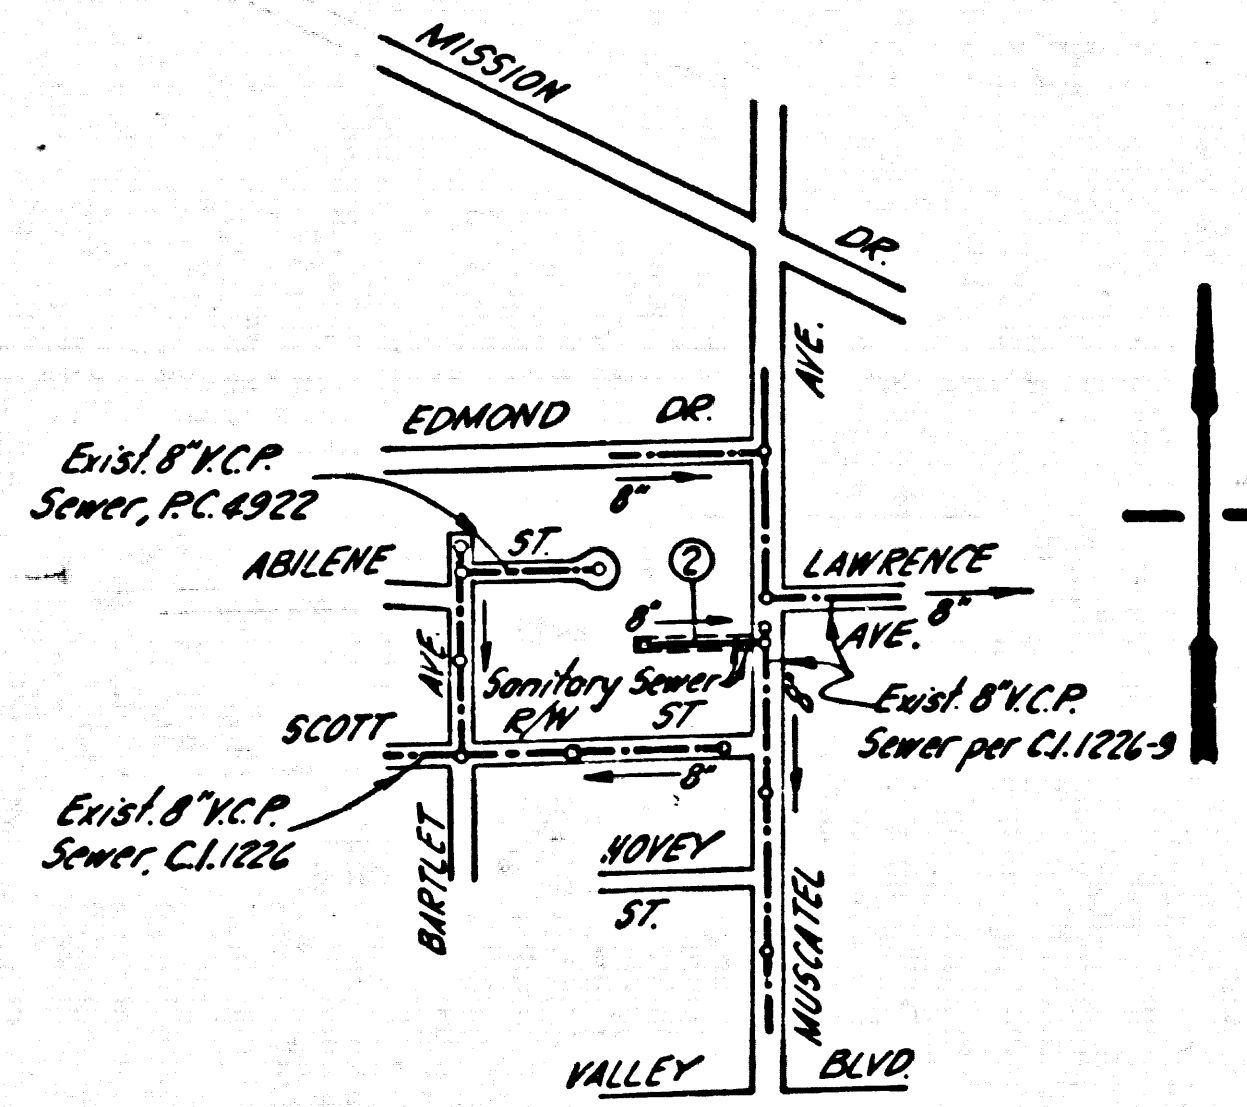 MISSION
DR.
AVE.
EDMOND DR.
Exist. 8" V.C.P.
Sewer, P.C. 4922
8"
ABILENE
ST.
2
LAWRENCE
8"
AVE.
8"
AVE.
Sanitary Sewer
R/W
8"
Exist. 8" V.C.P.
Sewer per C.I. 1226-9
SCOTT
ST
8"
Exist. 8" V.C.P.
Sewer, C.I. 1226
BARTLET
HOVEY
ST.
MUSCATEL
VALLEY BLVD.